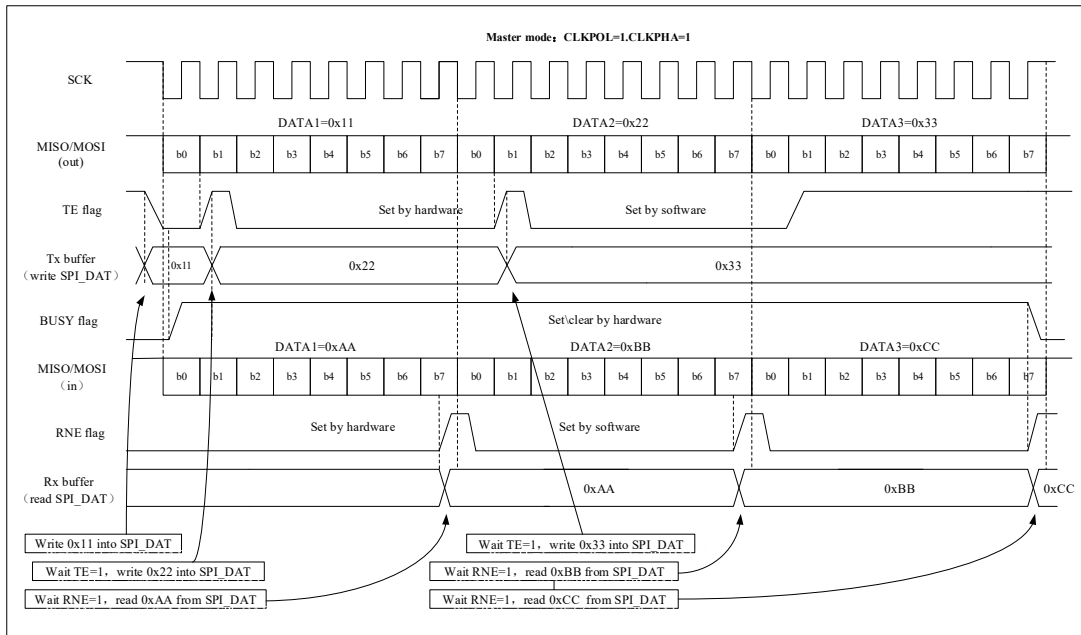 Master mode：CLKPOL=1.CLKPHA=1
SCK
DATA1=0x11 DATA2=0x22 DATA3=0x33
MISO/MOSI
(out)
b0 b1 b2 b3 b4 b5 b6 b7 b0 b1 b2 b3 b4 b5 b6 b7 b0 b1 b2 b3 b4 b5 b6 b7
TE flag
Set by hardware Set by software
Tx buffer
（write SPI_DAT）
0x11 0x22 0x33
BUSY flag
Set\clear by hardware
DATA1=0xAA DATA2=0xBB DATA3=0xCC
MISO/MOSI
（in）
b0 b1 b2 b3 b4 b5 b6 b7 b0 b1 b2 b3 b4 b5 b6 b7 b0 b1 b2 b3 b4 b5 b6 b7
RNE flag
Set by hardware Set by software
Rx buffer
（read SPI_DAT）
0xAA 0xBB 0xCC
Write 0x11 into SPI_DAT
Wait TE=1，write 0x33 into SPI_DAT
Wait TE=1，write 0x22 into SPI_DAT
Wait RNE=1，read 0xBB from SPI_DAT
Wait RNE=1，read 0xAA from SPI_DAT
Wait RNE=1，read 0xCC from SPI_DAT